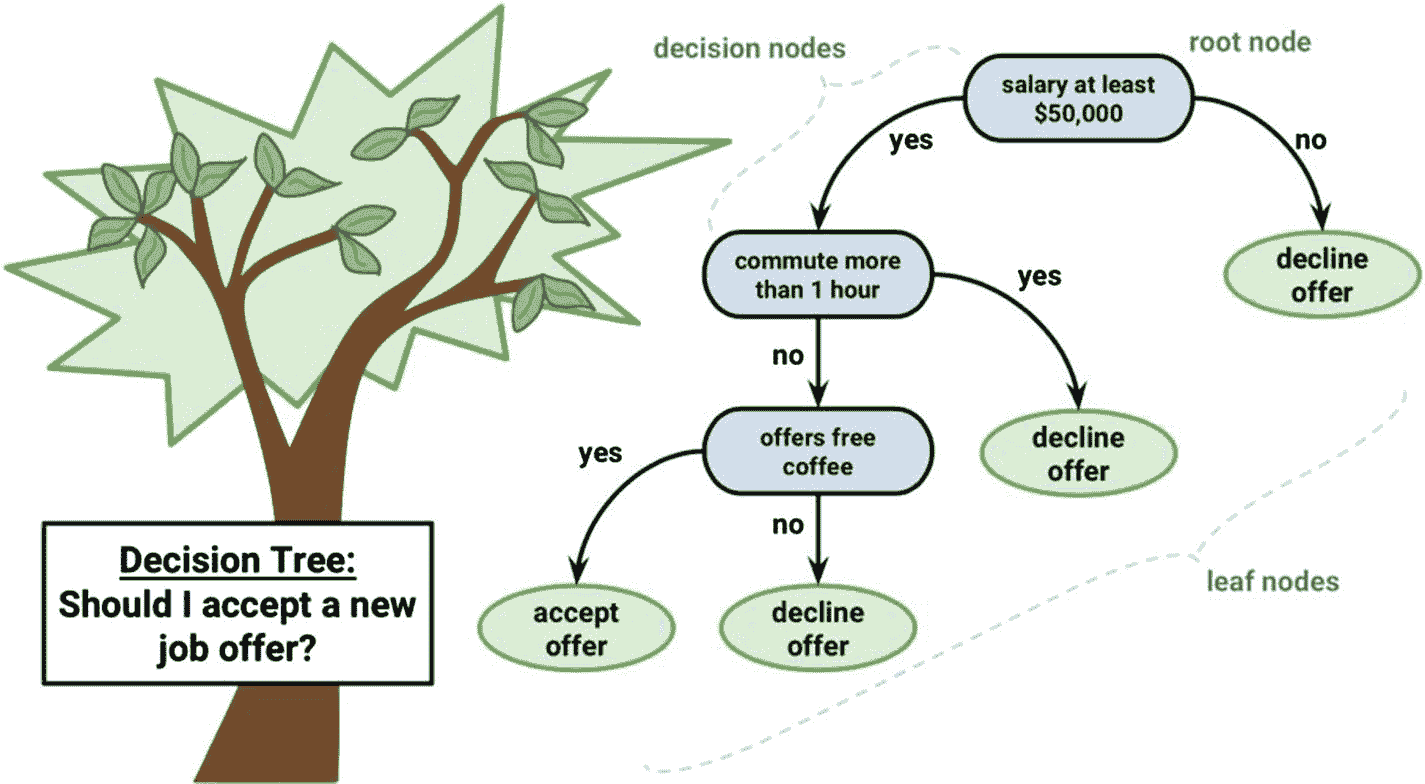 decision nodes
root node
salary at least
$50,000
yes
no
commute more
than 1 hour
yes
decline
offer
no
offers free
coffee
decline
offer
yes
no
accept
offer
decline
offer
leaf nodes
Decision Tree:
Should I accept a new
job offer?